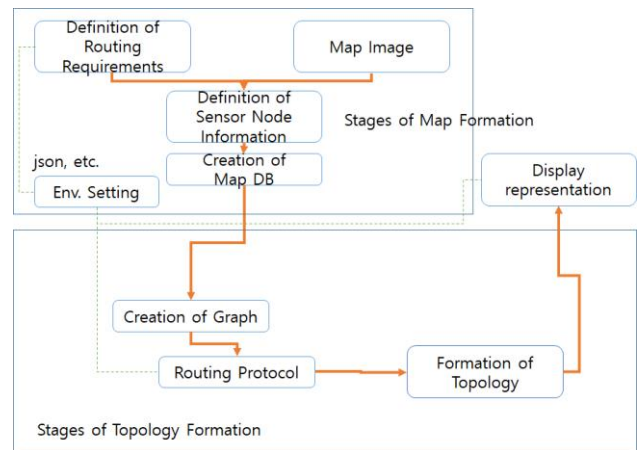 Definition of
Routing
Requirements
Map Image
Definition of
Sensor Node
Information
Stages of Map Formation
Creation of
Map DB
json, etc.
Env. Setting
Display
representation
Creation of Graph
Routing Protocol
Formation of
Topology
Stages of Topology Formation